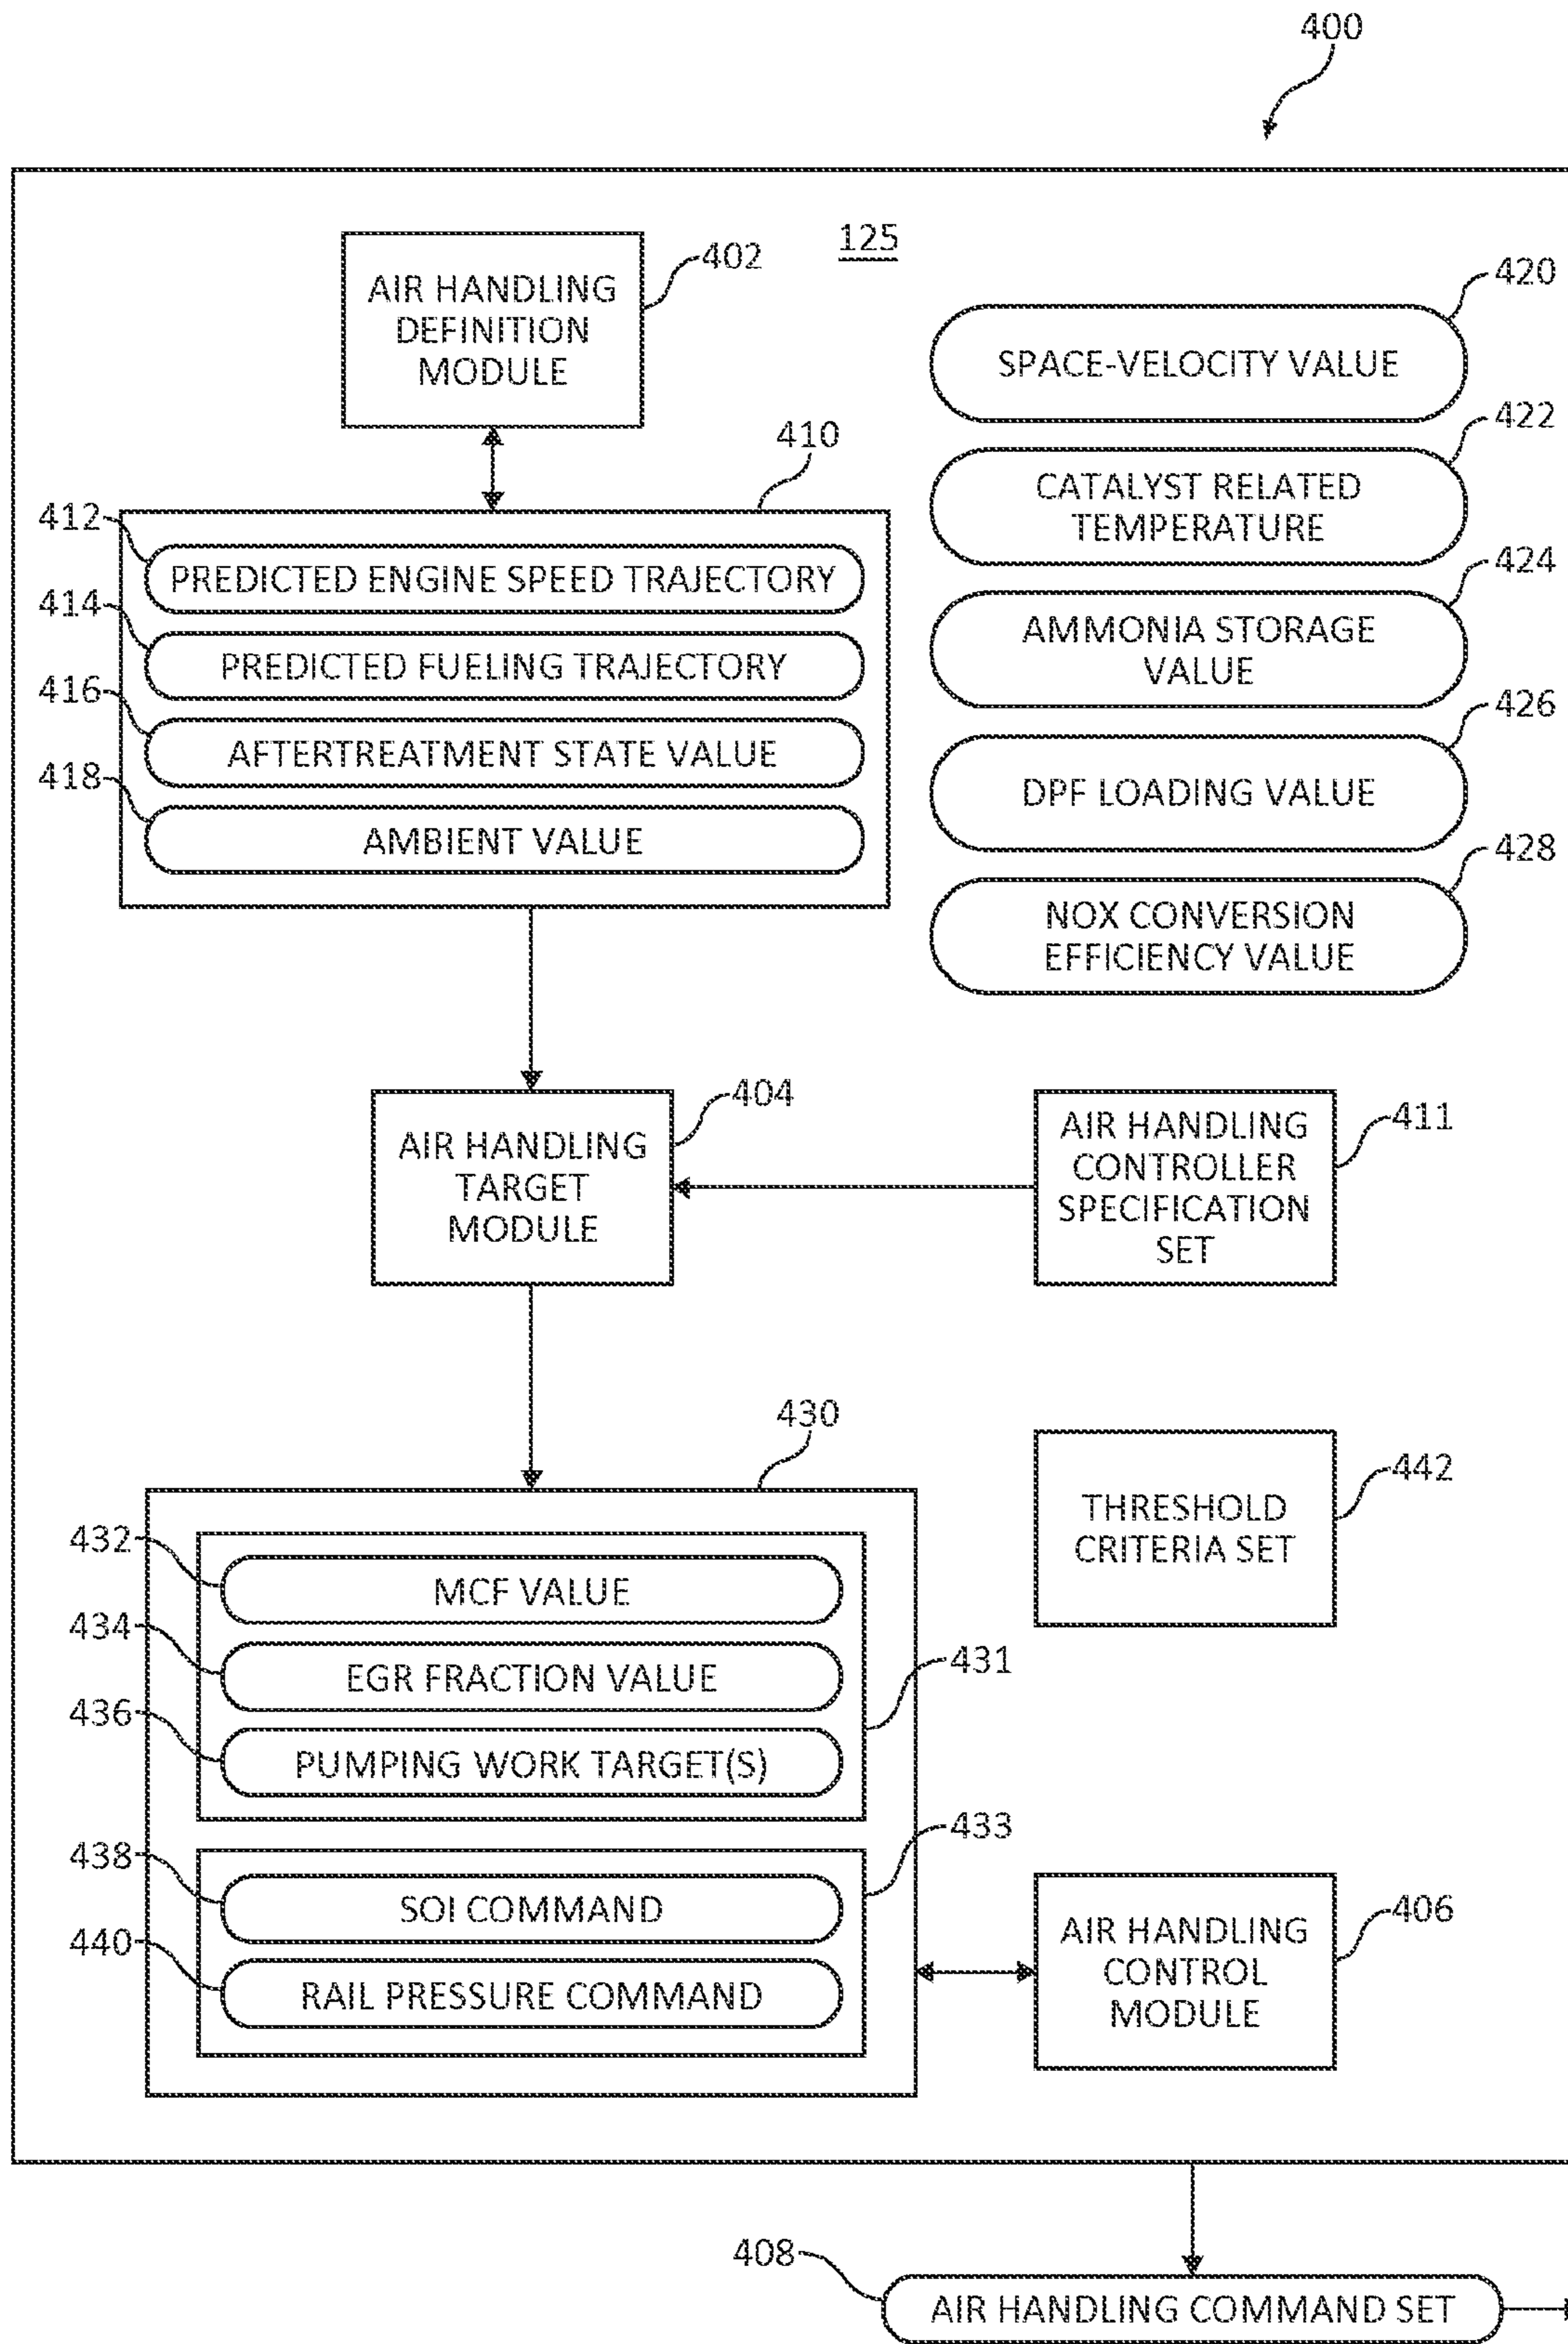 400
125
402
AIR HANDLING
DEFINITION
MODULE
410
412
PREDICTED ENGINE SPEED TRAJECTORY
414
PREDICTED FUELING TRAJECTORY
416
AFTERTREATMENT STATE VALUE
418
AMBIENT VALUE
420
SPACE-VELOCITY VALUE
422
CATALYST RELATED
TEMPERATURE
424
AMMONIA STORAGE
VALUE
426
DPF LOADING VALUE
428
NOX CONVERSION
EFFICIENCY VALUE
404
AIR HANDLING
TARGET
MODULE
411
AIR HANDLING
CONTROLLER
SPECIFICATION
SET
430
432
MCF VALUE
434
EGR FRACTION VALUE
431
436
PUMPING WORK TARGET(S)
442
THRESHOLD
CRITERIA SET
433
438
SOI COMMAND
440
RAIL PRESSURE COMMAND
406
AIR HANDLING
CONTROL
MODULE
408
AIR HANDLING COMMAND SET